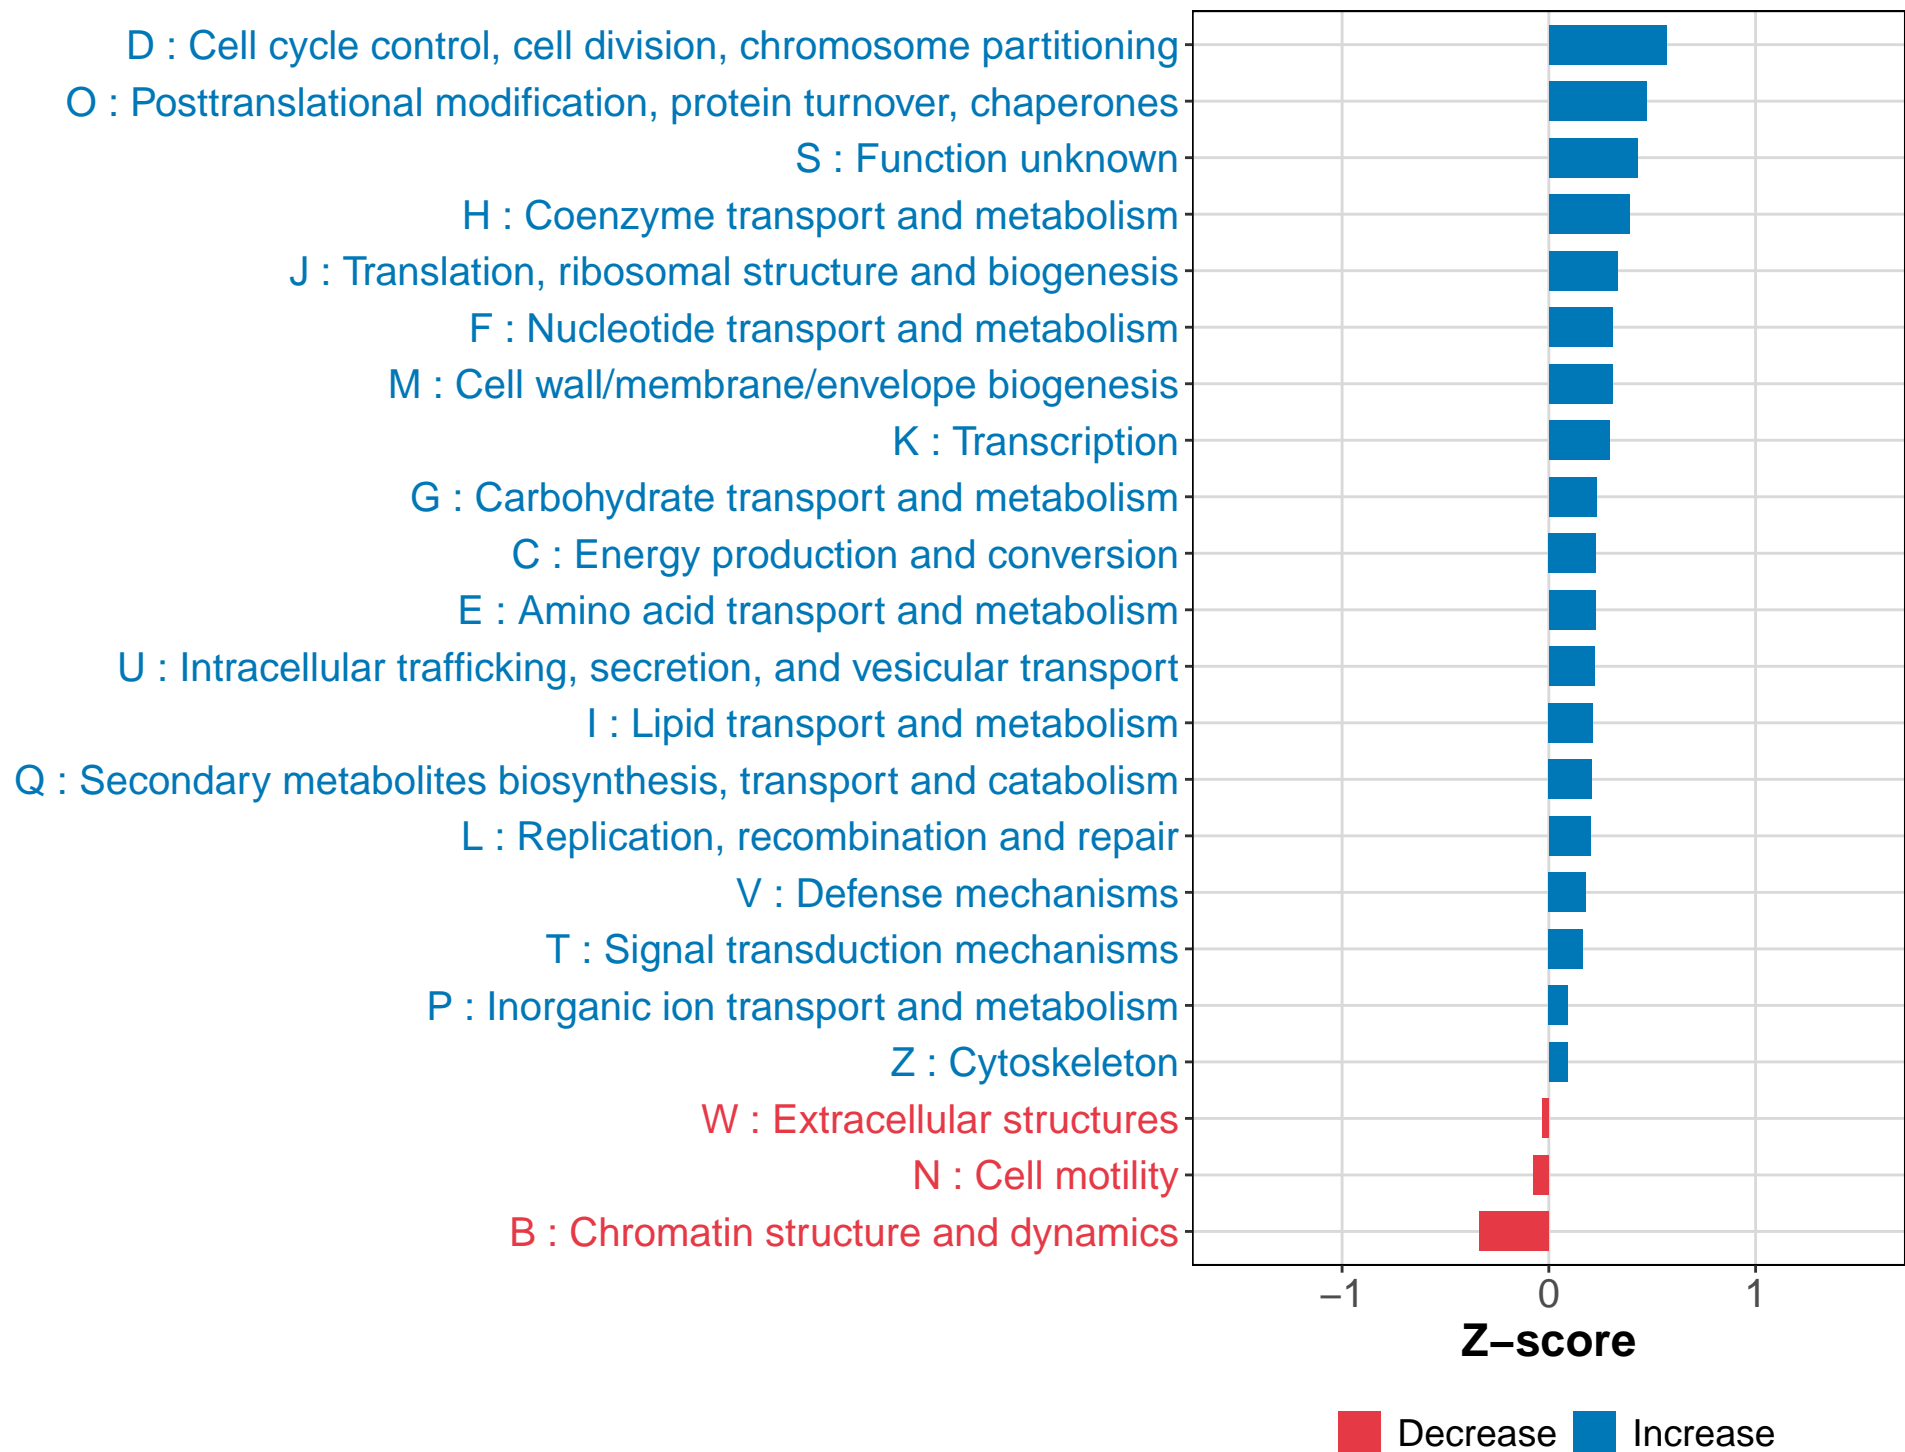 D : Cell cycle control, cell division, chromosome partitioning
O : Posttranslational modification, protein turnover, chaperones
S : Function unknown
H : Coenzyme transport and metabolism
J : Translation, ribosomal structure and biogenesis
F : Nucleotide transport and metabolism
M : Cell wall/membrane/envelope biogenesis
K : Transcription
G : Carbohydrate transport and metabolism
C : Energy production and conversion
E : Amino acid transport and metabolism
U : Intracellular trafficking, secretion, and vesicular transport
I : Lipid transport and metabolism
Q : Secondary metabolites biosynthesis, transport and catabolism
L : Replication, recombination and repair
V : Defense mechanisms
T : Signal transduction mechanisms
P : Inorganic ion transport and metabolism
Z : Cytoskeleton
W : Extracellular structures
N : Cell motility
B : Chromatin structure and dynamics
−1 0 1
Z−score
Decrease Increase